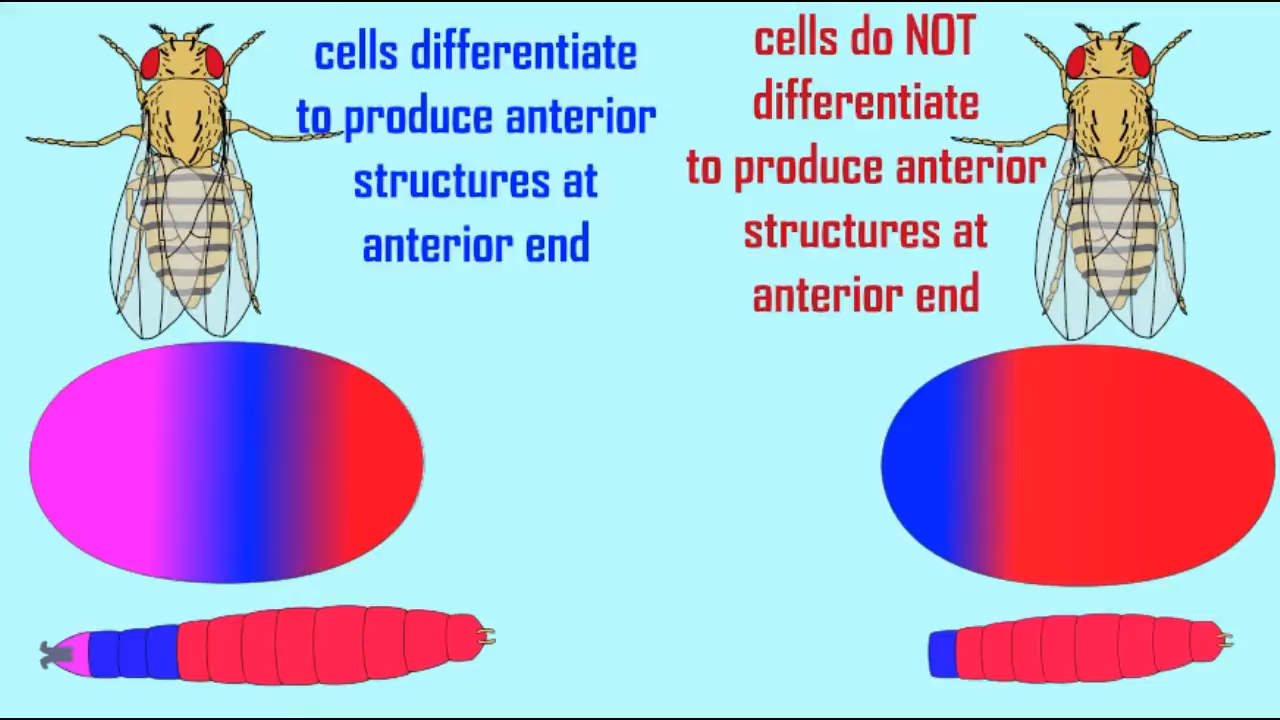 cells differentiate
to produce anterior
structures at
anterior end
cells do NOT
differentiate
to produce anterior
structures at
anterior end